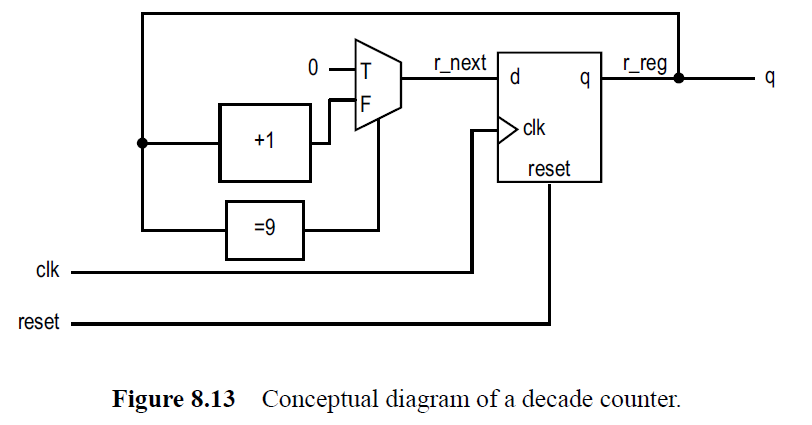 0
T
F
r_next
d
q
r_reg
q
+1
clk
reset
=9
clk
reset
Figure 8.13 Conceptual diagram of a decade counter.